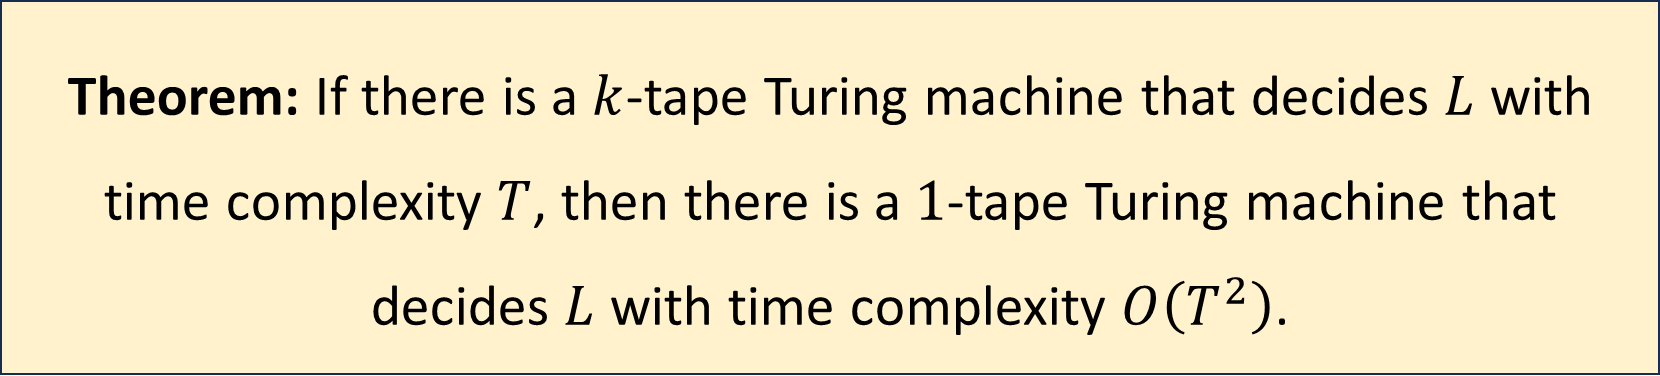 Theorem: If there is a 𝑘-tape Turing machine that decides 𝐿 with
time complexity 𝑇, then there is a 1-tape Turing machine that
decides 𝐿 with time complexity 𝑂(𝑇²).